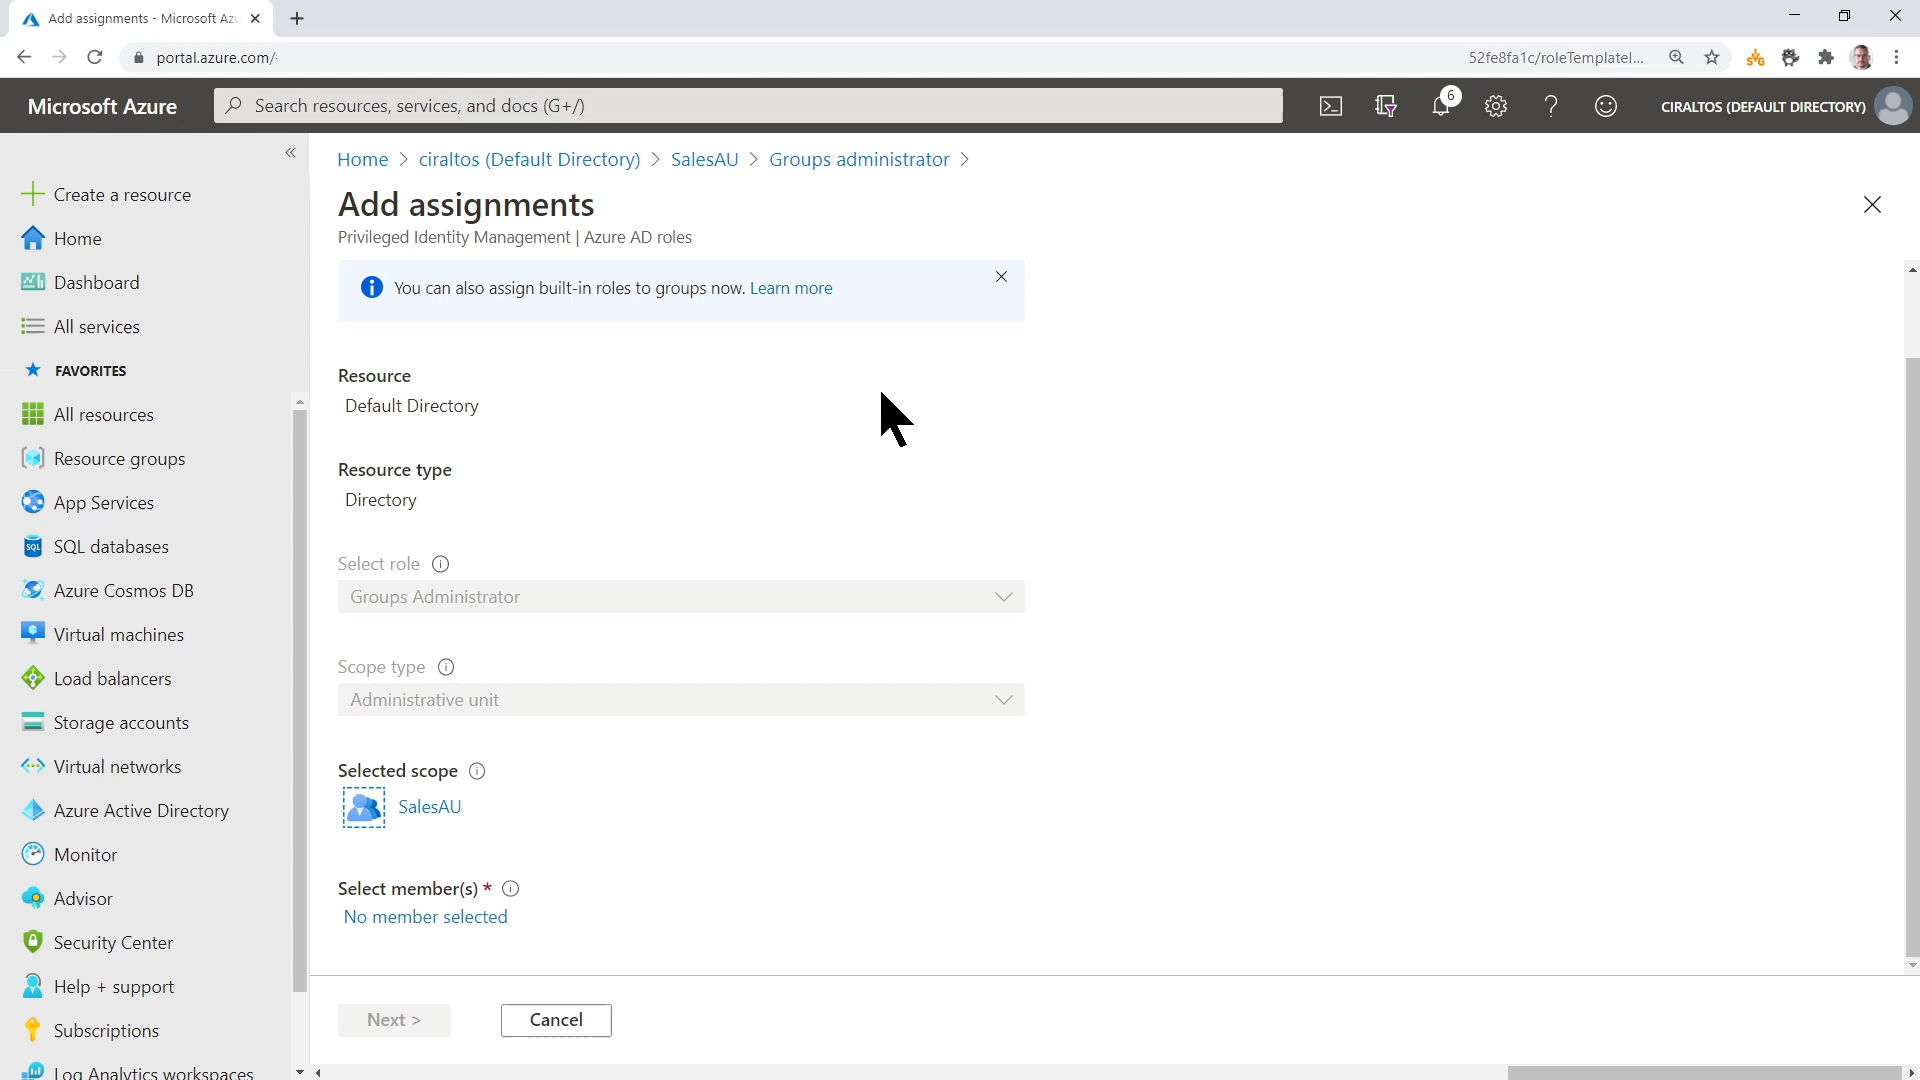 Add assignments - Microsoft Azu
portal.azure.com/
52fe8fa1c/roleTemplateI...
Microsoft Azure
Search resources, services, and docs (G+/)
6
CIRALTOS (DEFAULT DIRECTORY)
Home > ciraltos (Default Directory) > SalesAU > Groups administrator >
Add assignments
Privileged Identity Management | Azure AD roles
You can also assign built-in roles to groups now. Learn more
Resource
Default Directory
Resource type
Directory
Select role
Groups Administrator
Scope type
Administrative unit
Selected scope
SalesAU
Select member(s) *
No member selected
Next >
Cancel
Create a resource
Home
Dashboard
All services
FAVORITES
All resources
Resource groups
App Services
SQL
SQL databases
Azure Cosmos DB
Virtual machines
Load balancers
Storage accounts
Virtual networks
Azure Active Directory
Monitor
Advisor
Security Center
Help + support
Subscriptions
Log Analytics workspaces